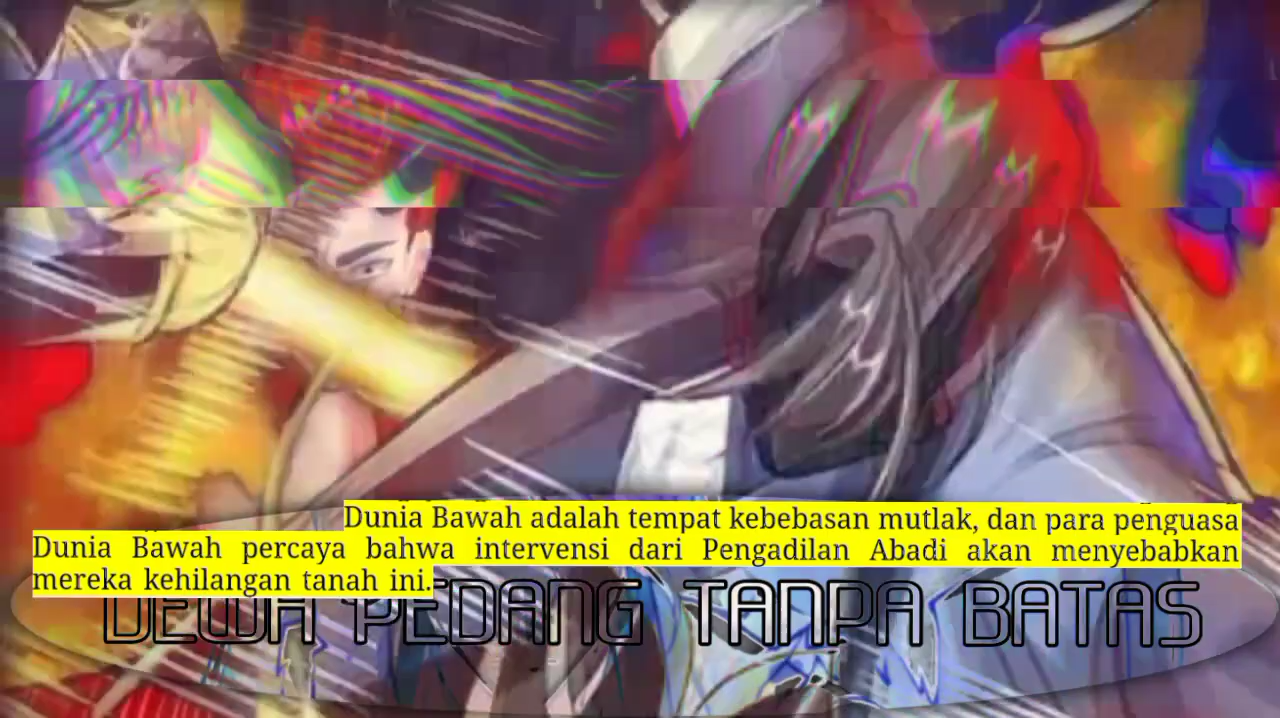 Dunia Bawah adalah tempat kebebasan mutlak, dan para penguasa
Dunia Bawah percaya bahwa intervensi dari Pengadilan Abadi akan menyebabkan
mereka kehilangan tanah ini.
DEWA PEDANG TANPA BATAS